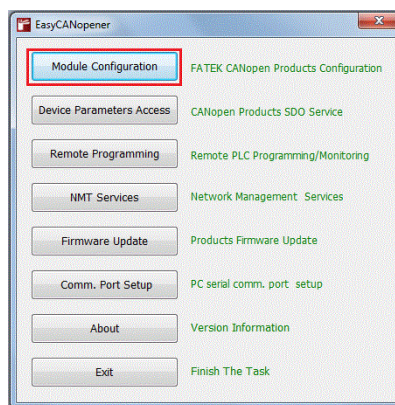 EasyCANopener
Module Configuration FATEK CANopen Products Configuration
Device Parameters Access CANopen Products SDO Service
Remote Programming Remote PLC Programming/Monitoring
NMT Services Network Management Services
Firmware Update Products Firmware Update
Comm. Port Setup PC serial comm. port setup
About Version Information
Exit Finish The Task